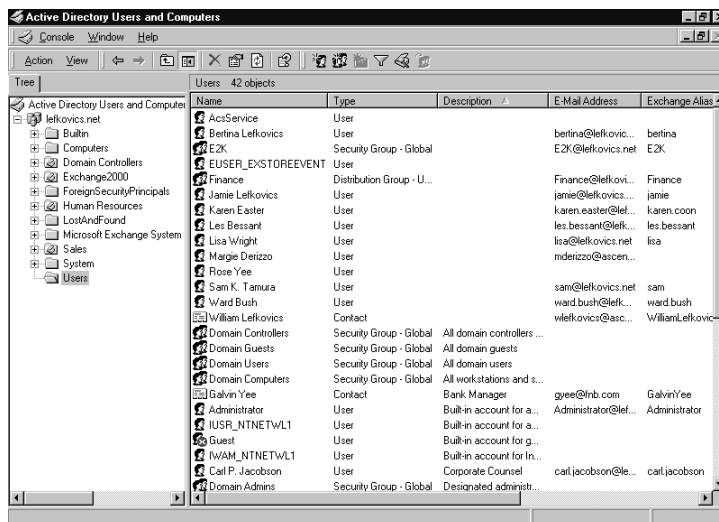 Active Directory Users and Computers
Console Window Help
Action View
Tree
Users 42 objects
Active Directory Users and Computer
lefkovics.net
Builtin
Computers
Domain Controllers
Exchange2000
ForeignSecurityPrincipals
Human Resources
LostAndFound
Microsoft Exchange System
Sales
System
Users
Name Type Description E-Mail Address Exchange Alias
AcsService User
Bertina Lefkovics User bertina@lefkovic... bertina
E2K Security Group - Global E2K@lefkovics.net E2K
EUSER_EXSTOREEVENT User
Finance Distribution Group - U... Finance@lefkovi... Finance
Jamie Lefkovics User jamie@lefkovics.... jamie
Karen Easter User karen.easter@lef... karen.coon
Les Bessant User les.bessant@lefk... les.bessant
Lisa Wright User lisa@lefkovics.net lisa
Margie Derizzo User mderizzo@ascen...
Rose Yee User
Sam K. Tamura User sam@lefkovics.net sam
Ward Bush User ward.bush@lefk... ward.bush
William Lefkovics Contact wlefkovics@asc... WilliamLefkovic
Domain Controllers Security Group - Global All domain controllers ...
Domain Guests Security Group - Global All domain guests
Domain Users Security Group - Global All domain users
Domain Computers Security Group - Global All workstations and s...
Galvin Yee Contact Bank Manager gyee@fnb.com GalvinYee
Administrator User Built-in account for a... Administrator@lef... Administrator
IUSR_NTNETWL1 User Built-in account for a...
Guest User Built-in account for g...
IWAM_NTNETWL1 User Built-in account for In...
Carl P. Jacobson User Corporate Counsel carl.jacobson@le... carl.jacobson
Domain Admins Security Group - Global Designated administr...